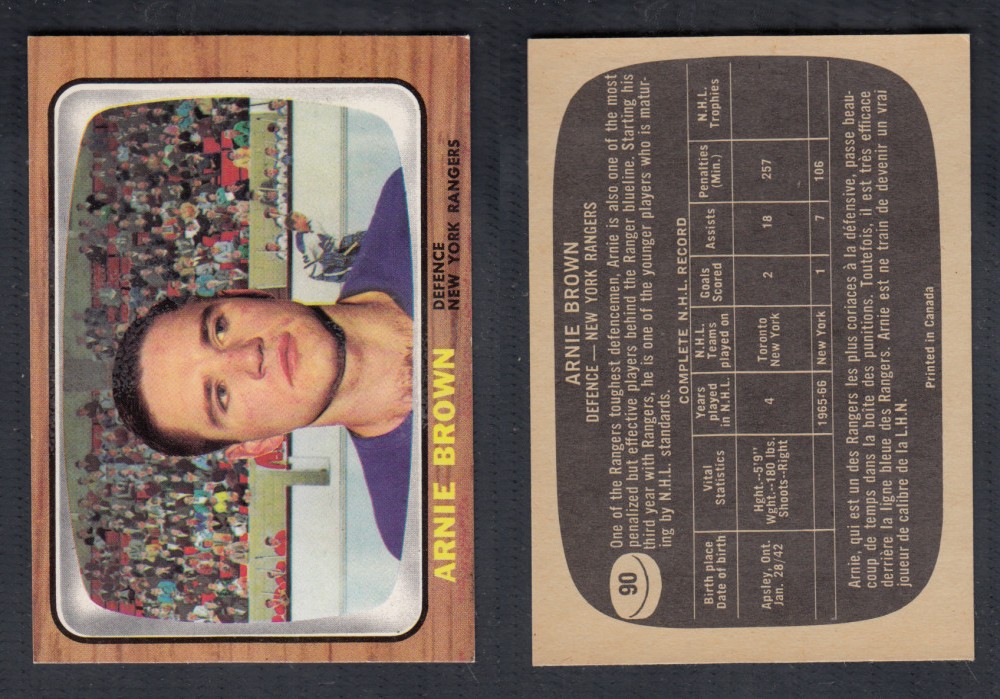 ARNIE BROWN
DEFENCE
NEW YORK RANGERS
90
ARNIE BROWN
DEFENCE — NEW YORK RANGERS
One of the Rangers toughest defencemen, Arnie is also one of the most
penalized but effective players behind the Ranger blueline. Starting his
third year with Rangers, he is one of the younger players who is matur-
ing by N.H.L. standards.
COMPLETE N.H.L. RECORD
Birth place
Date of birth
Vital
Statistics
Years
played
in N.H.L.
N.H.L.
Teams
played on
Goals
Scored
Assists
Penalties
(Min.)
N.H.L.
Trophies
Apsley, Ont.
Jan. 28/42
Hght.--5'9"
Wght.--180 lbs.
Shoots--Right
4
Toronto
New York
2
18
257
1965-66
New York
1
7
106
Arnie, qui est un des Rangers les plus coriaces à la défensive, passe beau-
coup de temps dans la boite des punitions. Toutefois, il est très efficace
derrière la ligne bleue des Rangers. Arnie est ne train de devenir un vrai
joueur de calibre de la L.H.N.
Printed in Canada